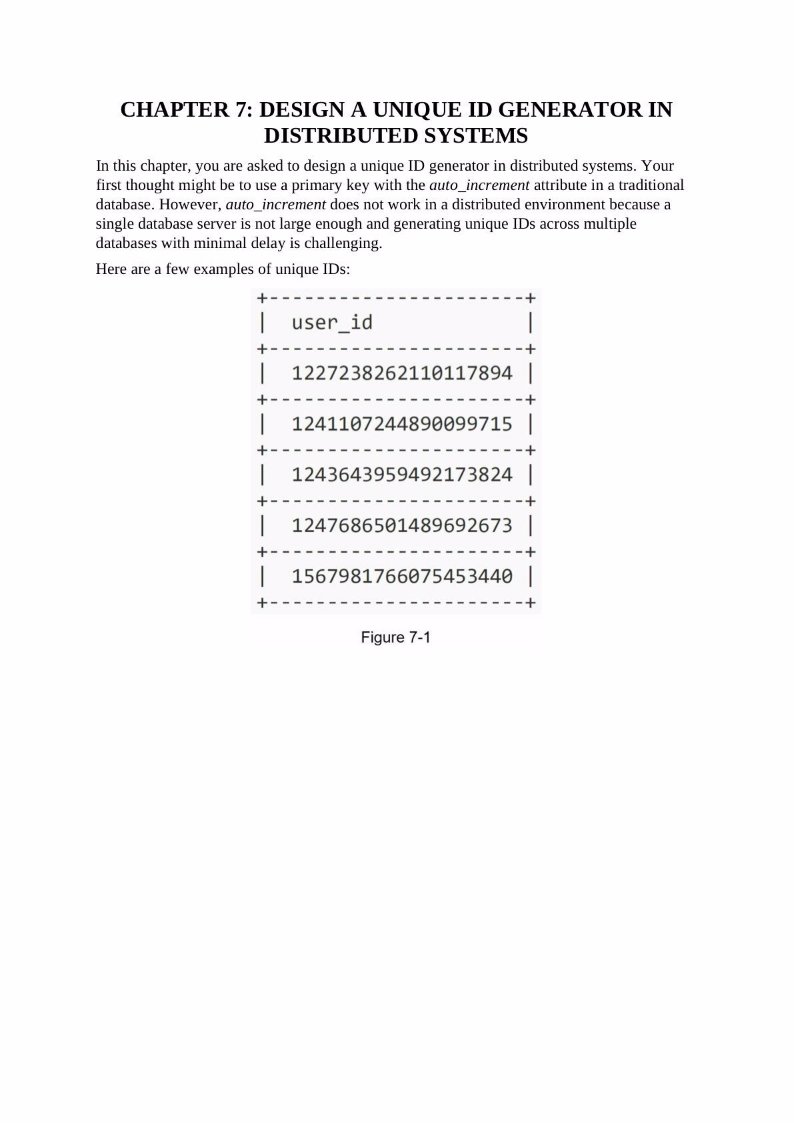 CHAPTER 7: DESIGN A UNIQUE ID GENERATOR IN
DISTRIBUTED SYSTEMS
In this chapter, you are asked to design a unique ID generator in distributed systems. Your
first thought might be to use a primary key with the auto_increment attribute in a traditional
database. However, auto_increment does not work in a distributed environment because a
single database server is not large enough and generating unique IDs across multiple
databases with minimal delay is challenging.
Here are a few examples of unique IDs:
+----------------------+
| user_id |
+----------------------+
| 1227238262110117894 |
+----------------------+
| 1241107244890099715 |
+----------------------+
| 1243643959492173824 |
+----------------------+
| 1247686501489692673 |
+----------------------+
| 1567981766075453440 |
+----------------------+
Figure 7-1